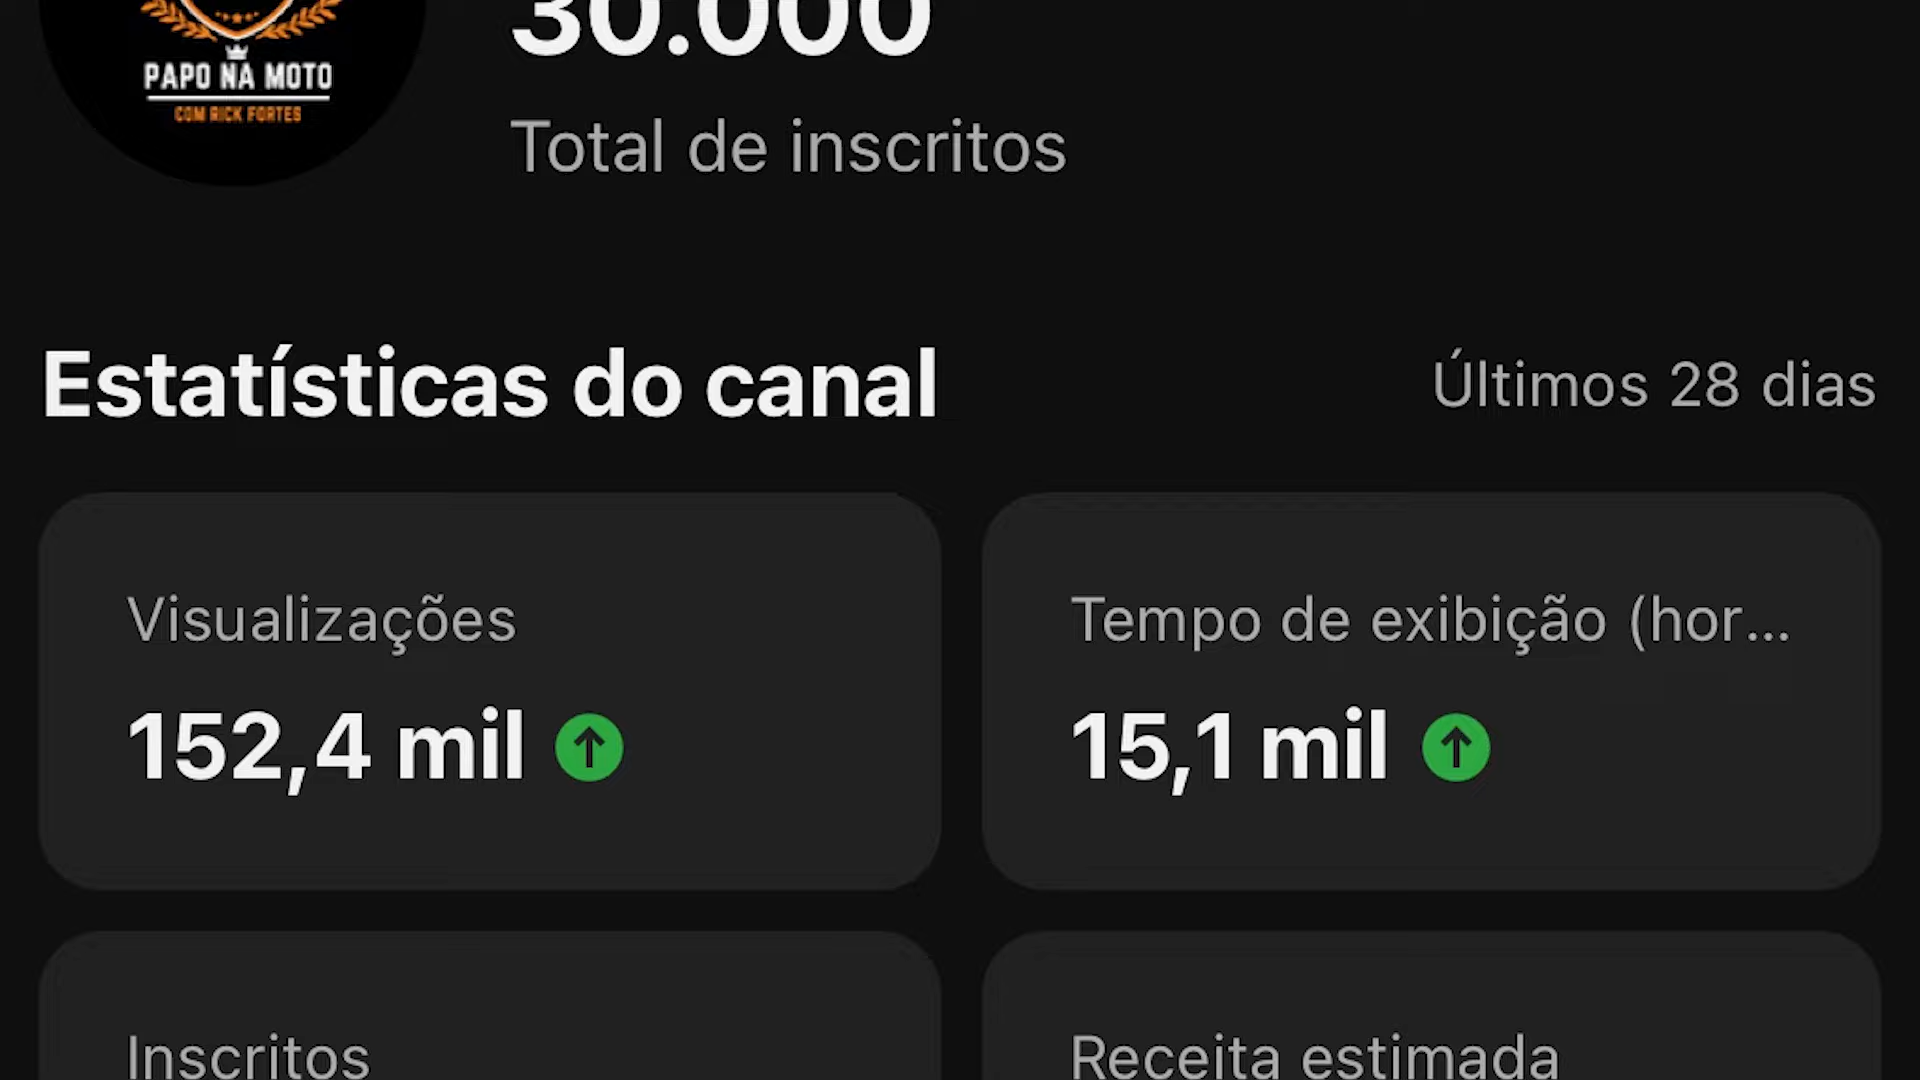 30.000
PAPO NA MOTO
COM RICK FORTES
Total de inscritos
Estatísticas do canal
Últimos 28 dias
Visualizações
Tempo de exibição (hor...
152,4 mil
15,1 mil
Inscritos
Receita estimada